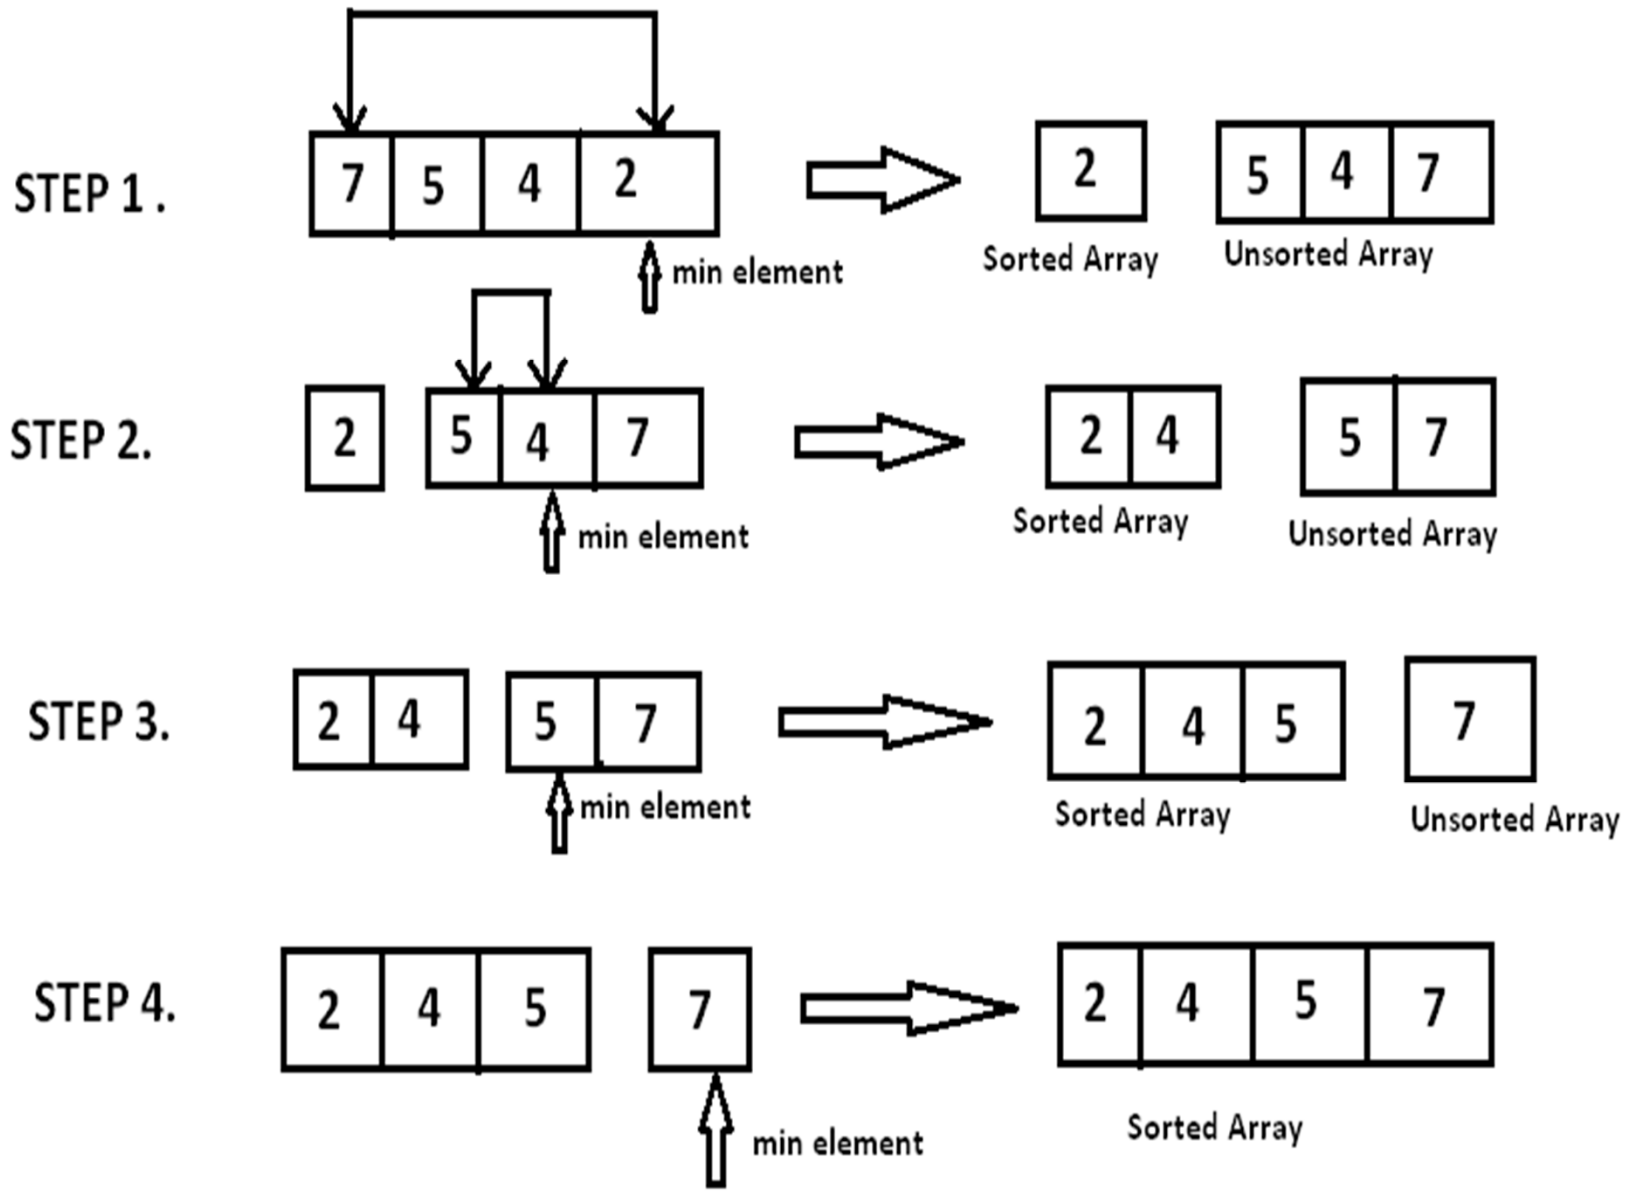 STEP 1 .
7 5 4 2
2
5 4 7
min element
Sorted Array
Unsorted Array
STEP 2.
2
5 4 7
2 4
5 7
min element
Sorted Array
Unsorted Array
STEP 3.
2 4
5 7
2 4 5
7
min element
Sorted Array
Unsorted Array
STEP 4.
2 4 5
7
2 4 5 7
min element
Sorted Array